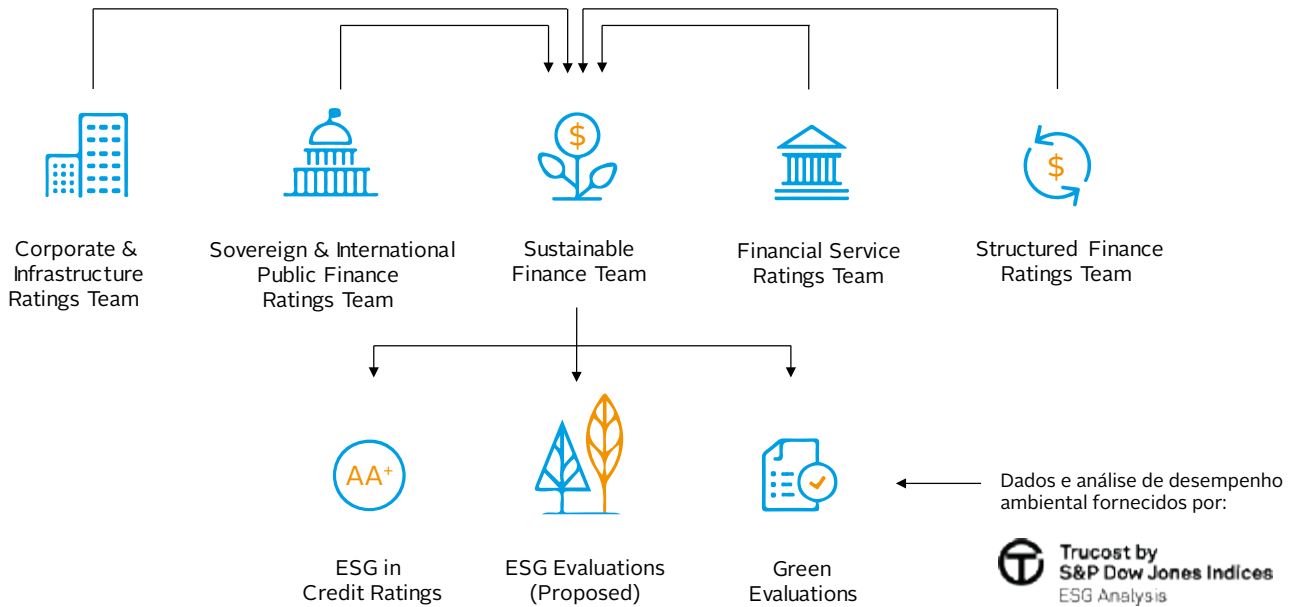 $
$
Corporate &
Infrastructure
Ratings Team
Sovereign & International
Public Finance
Ratings Team
Sustainable
Finance Team
Financial Service
Ratings Team
Structured Finance
Ratings Team
AA+
ESG in
Credit Ratings
ESG Evaluations
(Proposed)
Green
Evaluations
Dados e análise de desempenho
ambiental fornecidos por:
Trucost by
S&P Dow Jones Indices
ESG Analysis